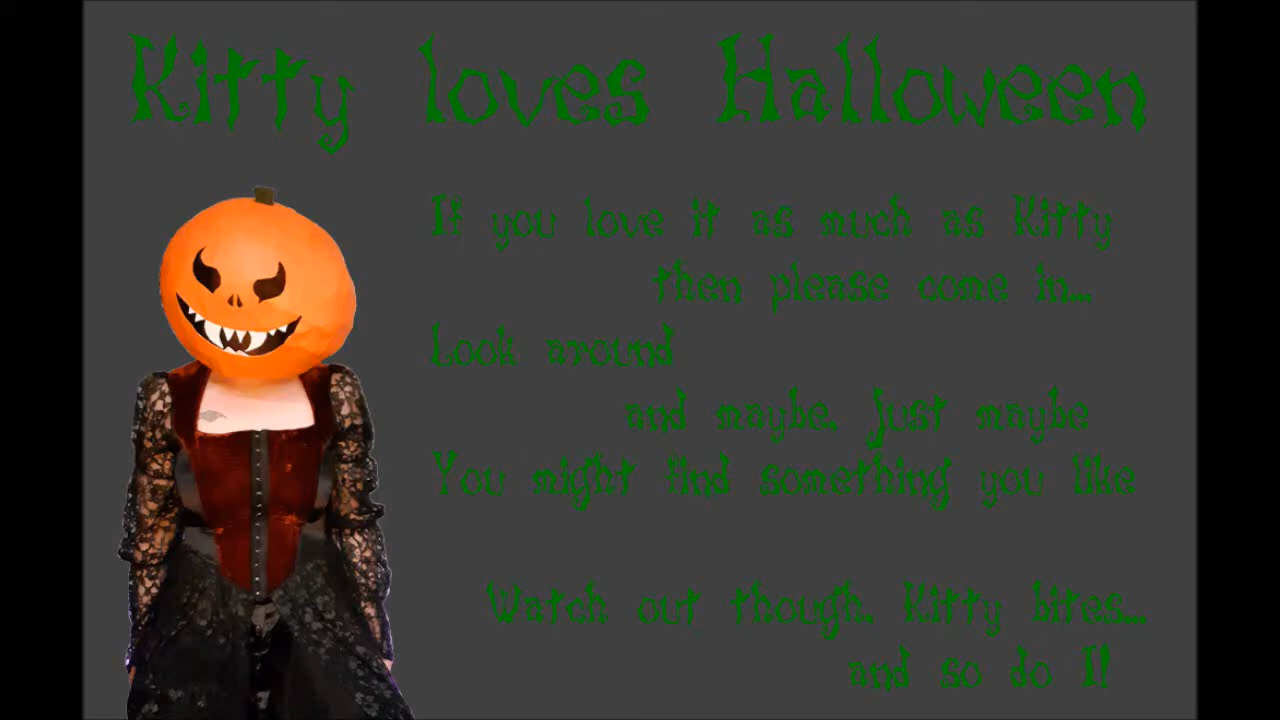 Kitty loves Halloween
If you love it as much as Kitty
then please come in...
Look around
and maybe, just maybe
You might find something you like
Watch out though, Kitty bites...
and so do I!